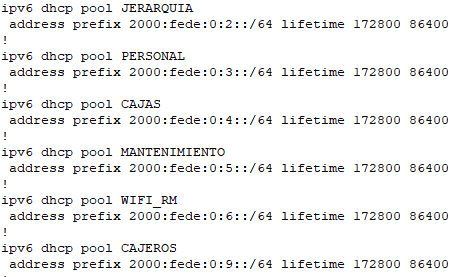 ipv6 dhcp pool JERARQUIA
 address prefix 2000:fede:0:2::/64 lifetime 172800 86400
!
ipv6 dhcp pool PERSONAL
 address prefix 2000:fede:0:3::/64 lifetime 172800 86400
!
ipv6 dhcp pool CAJAS
 address prefix 2000:fede:0:4::/64 lifetime 172800 86400
!
ipv6 dhcp pool MANTENIMIENTO
 address prefix 2000:fede:0:5::/64 lifetime 172800 86400
!
ipv6 dhcp pool WIFI_RM
 address prefix 2000:fede:0:6::/64 lifetime 172800 86400
!
ipv6 dhcp pool CAJEROS
 address prefix 2000:fede:0:9::/64 lifetime 172800 86400